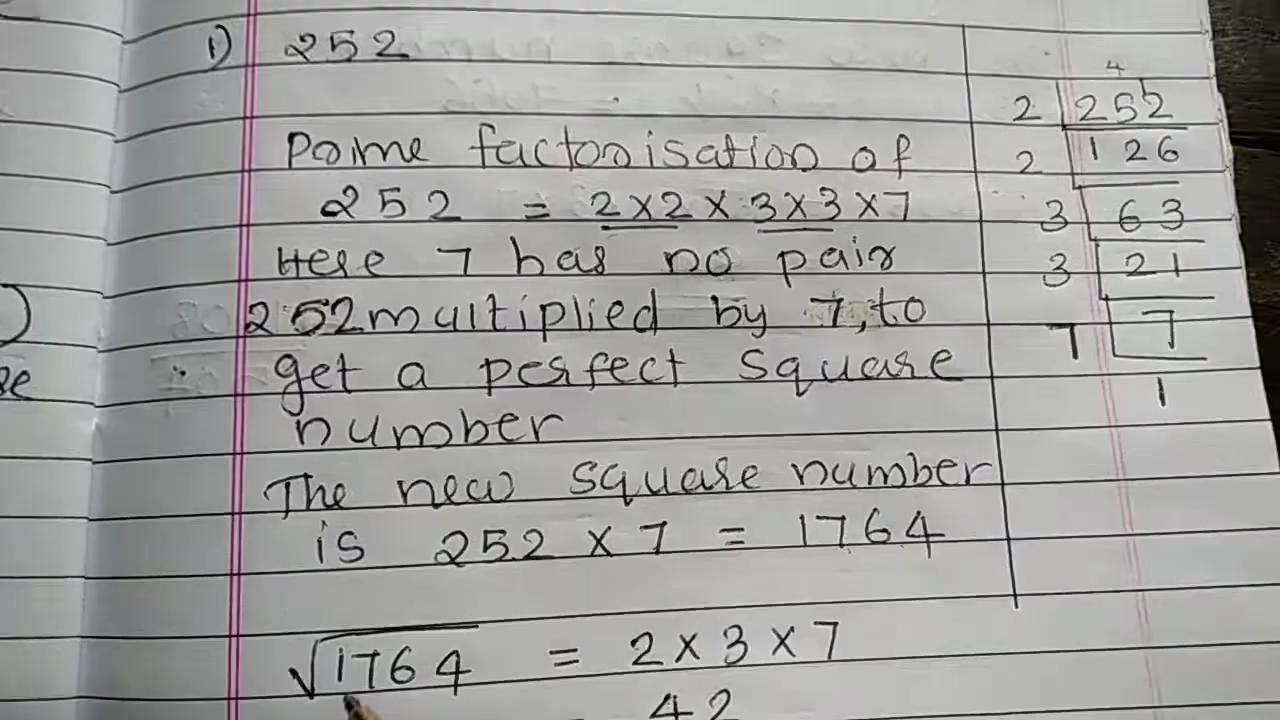 1) 252
Prime factorisation of
252 = 2×2×3×3×7
Here 7 has no pair
252 multiplied by 7, to
get a perfect square
number
The new square number
is 252 × 7 = 1764
√1764 = 2×3×7
42
4
2 252
2 126
3 63
3 21
7 7
1